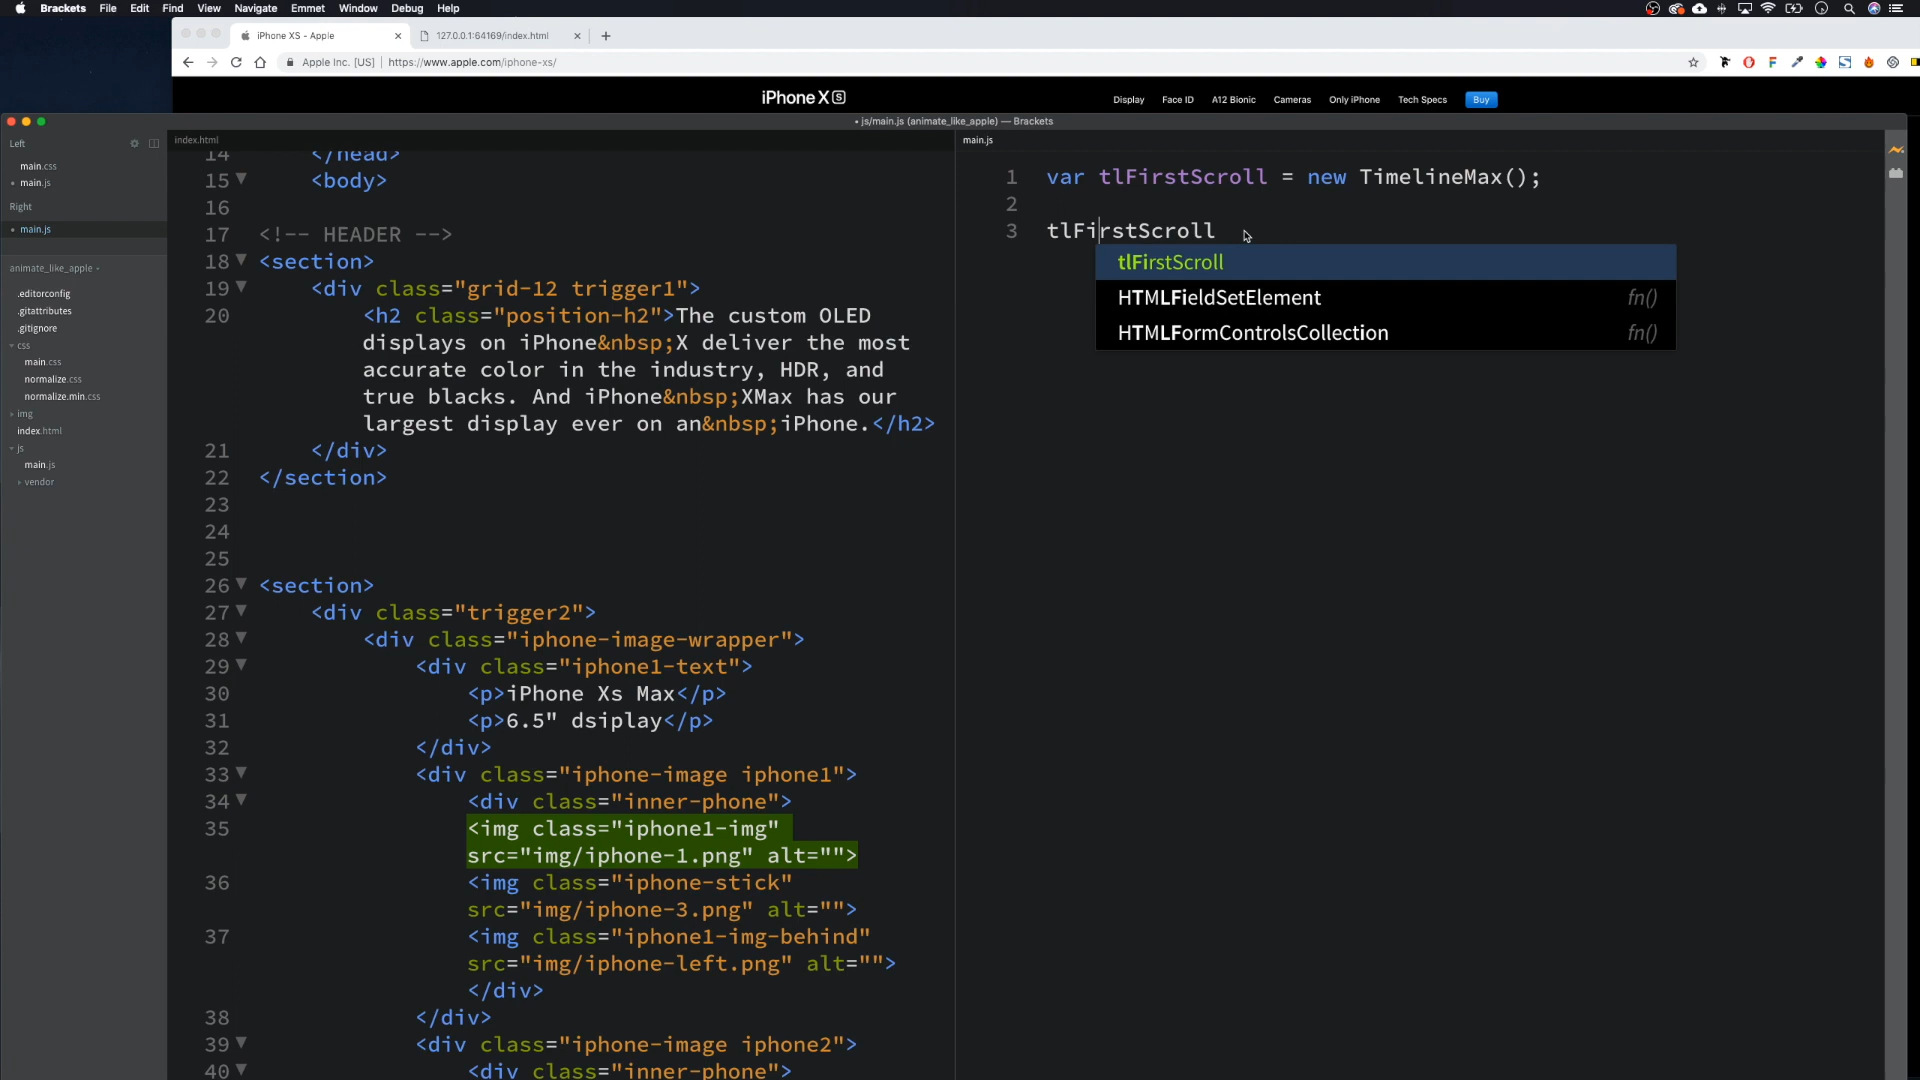 Brackets File Edit Find View Navigate Emmet Window Debug Help
iPhone XS - Apple
127.0.0.1:64169/index.html
Apple Inc. [US] https://www.apple.com/iphone-xs/
iPhone XS
Display Face ID A12 Bionic Cameras Only iPhone Tech Specs Buy
• js/main.js (animate_like_apple) — Brackets
Left
main.css
• main.js
Right
• main.js
animate_like_apple
.editorconfig
.gitattributes
.gitignore
css
main.css
normalize.css
normalize.min.css
img
index.html
js
main.js
vendor
index.html
14 </head>
15 <body>
16
17 <!-- HEADER -->
18 <section>
19 <div class="grid-12 trigger1">
20 <h2 class="position-h2">The custom OLED
displays on iPhone&nbsp;X deliver the most
accurate color in the industry, HDR, and
true blacks. And iPhone&nbsp;XMax has our
largest display ever on an&nbsp;iPhone.</h2>
21 </div>
22 </section>
23
24
25
26 <section>
27 <div class="trigger2">
28 <div class="iphone-image-wrapper">
29 <div class="iphone1-text">
30 <p>iPhone Xs Max</p>
31 <p>6.5" dsiplay</p>
32 </div>
33 <div class="iphone-image iphone1">
34 <div class="inner-phone">
35 <img class="iphone1-img"
src="img/iphone-1.png" alt="">
36 <img class="iphone-stick"
src="img/iphone-3.png" alt="">
37 <img class="iphone1-img-behind"
src="img/iphone-left.png" alt="">
</div>
38 </div>
39 <div class="iphone-image iphone2">
40 <div class="inner-phone">
main.js
1 var tlFirstScroll = new TimelineMax();
2
3 tlFirstScroll
tlFirstScroll
HTMLFieldSetElement fn()
HTMLFormControlsCollection fn()